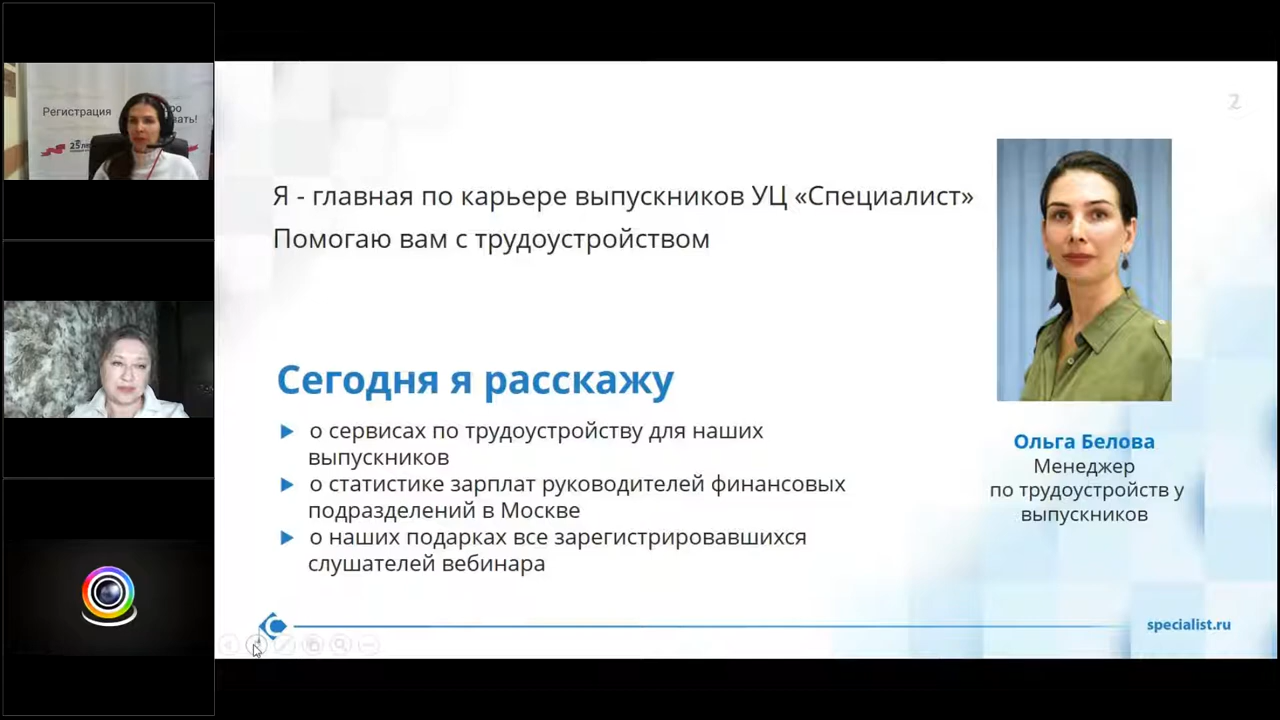 Регистрация
25 лет
2
Я - главная по карьере выпускников УЦ «Специалист»
Помогаю вам с трудоустройством
Сегодня я расскажу
о сервисах по трудоустройству для наших
выпускников
о статистике зарплат руководителей финансовых
подразделений в Москве
о наших подарках все зарегистрировавшихся
слушателей вебинара
Ольга Белова
Менеджер
по трудоустройств у
выпускников
specialist.ru